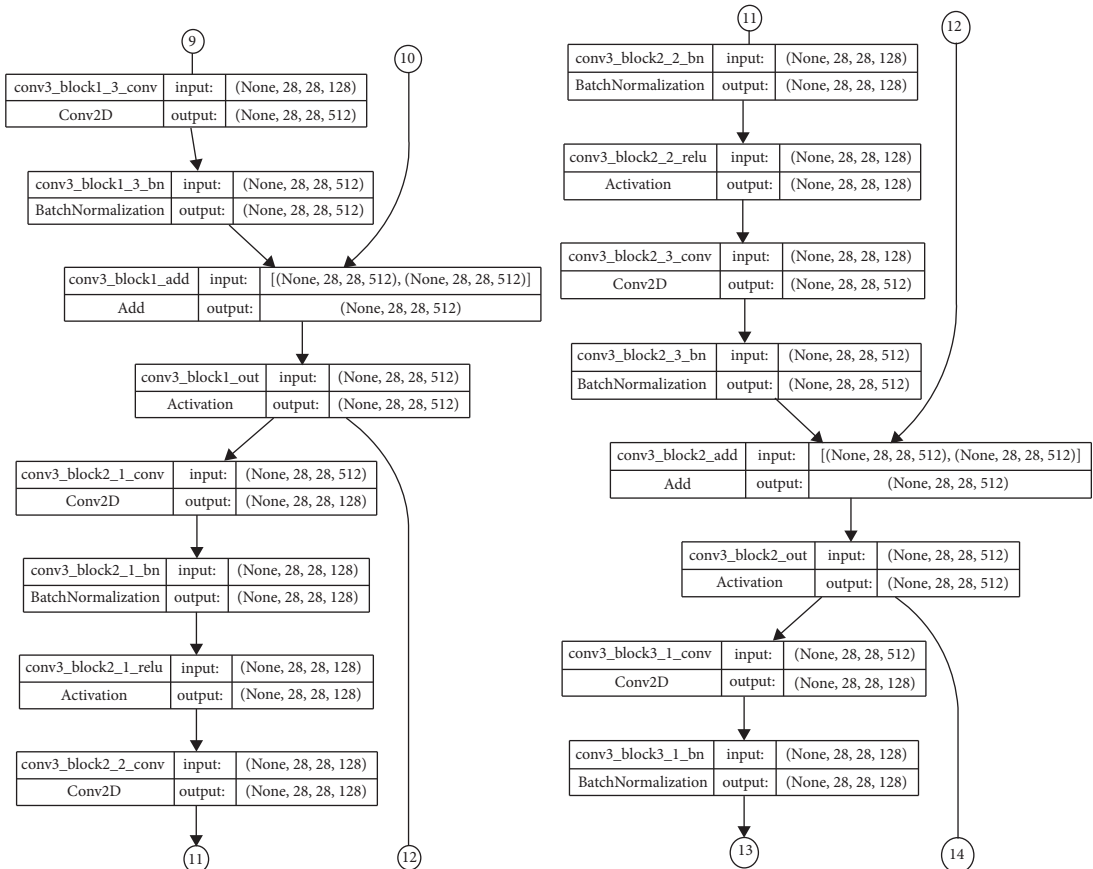 9
10
conv3_block1_3_conv input: (None, 28, 28, 128)
Conv2D output: (None, 28, 28, 512)
conv3_block1_3_bn input: (None, 28, 28, 512)
BatchNormalization output: (None, 28, 28, 512)
conv3_block1_add input: [(None, 28, 28, 512), (None, 28, 28, 512)]
Add output: (None, 28, 28, 512)
conv3_block1_out input: (None, 28, 28, 512)
Activation output: (None, 28, 28, 512)
conv3_block2_1_conv input: (None, 28, 28, 512)
Conv2D output: (None, 28, 28, 128)
conv3_block2_1_bn input: (None, 28, 28, 128)
BatchNormalization output: (None, 28, 28, 128)
conv3_block2_1_relu input: (None, 28, 28, 128)
Activation output: (None, 28, 28, 128)
conv3_block2_2_conv input: (None, 28, 28, 128)
Conv2D output: (None, 28, 28, 128)
11
12
11
12
conv3_block2_2_bn input: (None, 28, 28, 128)
BatchNormalization output: (None, 28, 28, 128)
conv3_block2_2_relu input: (None, 28, 28, 128)
Activation output: (None, 28, 28, 128)
conv3_block2_3_conv input: (None, 28, 28, 128)
Conv2D output: (None, 28, 28, 512)
conv3_block2_3_bn input: (None, 28, 28, 512)
BatchNormalization output: (None, 28, 28, 512)
conv3_block2_add input: [(None, 28, 28, 512), (None, 28, 28, 512)]
Add output: (None, 28, 28, 512)
conv3_block2_out input: (None, 28, 28, 512)
Activation output: (None, 28, 28, 512)
conv3_block3_1_conv input: (None, 28, 28, 512)
Conv2D output: (None, 28, 28, 128)
conv3_block3_1_bn input: (None, 28, 28, 128)
BatchNormalization output: (None, 28, 28, 128)
13
14